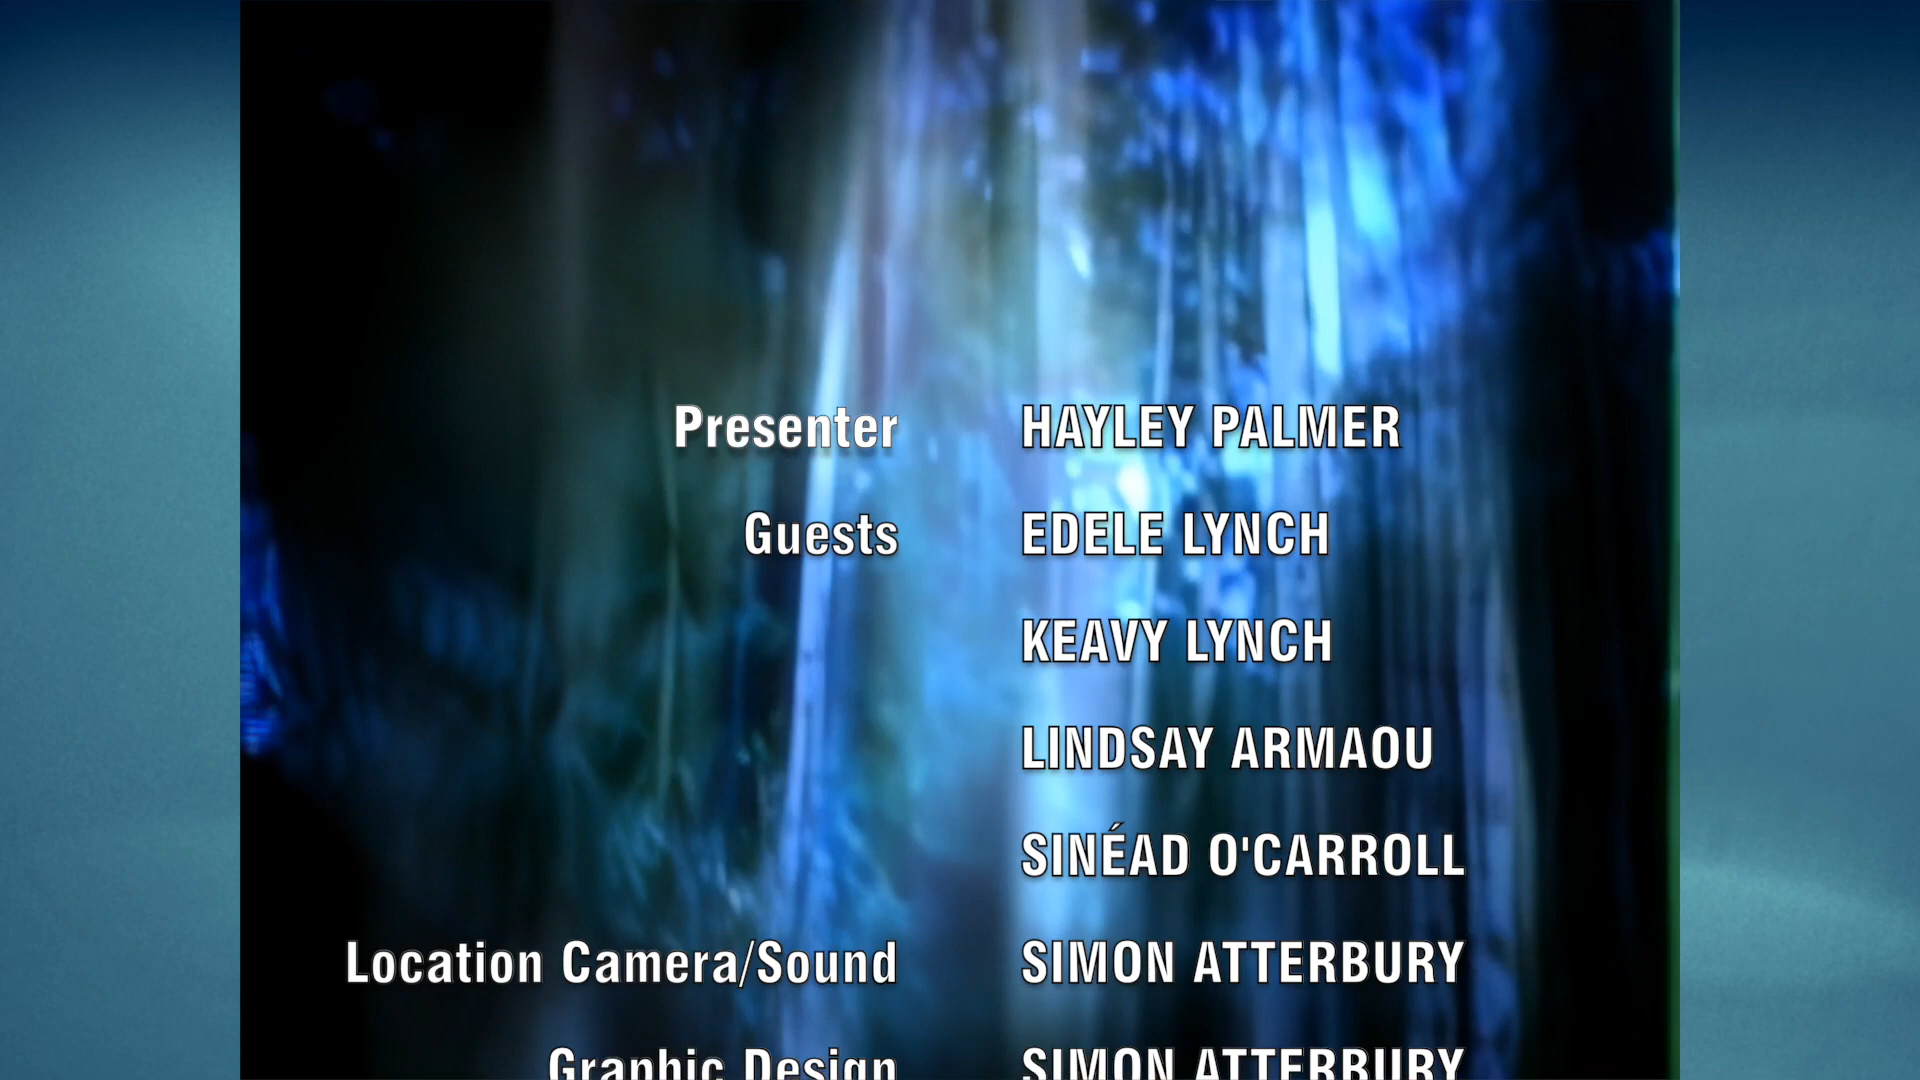 Presenter HAYLEY PALMER
Guests EDELE LYNCH
KEAVY LYNCH
LINDSAY ARMAOU
SINÉAD O'CARROLL
Location Camera/Sound SIMON ATTERBURY
Graphic Design SIMON ATTERBURY